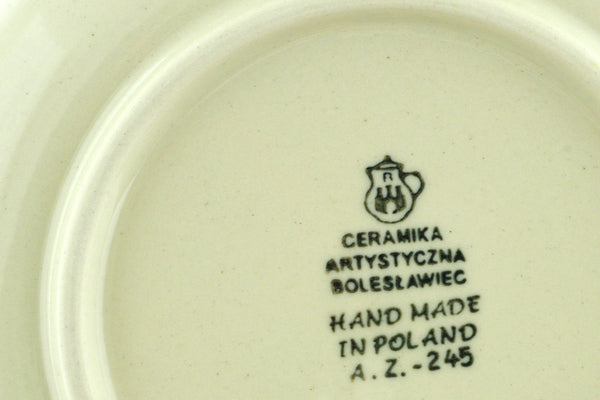 B
CERAMIKA
ARTYSTYCZNA
BOLESŁAWIEC
HAND MADE
IN POLAND
A. Z. - 245